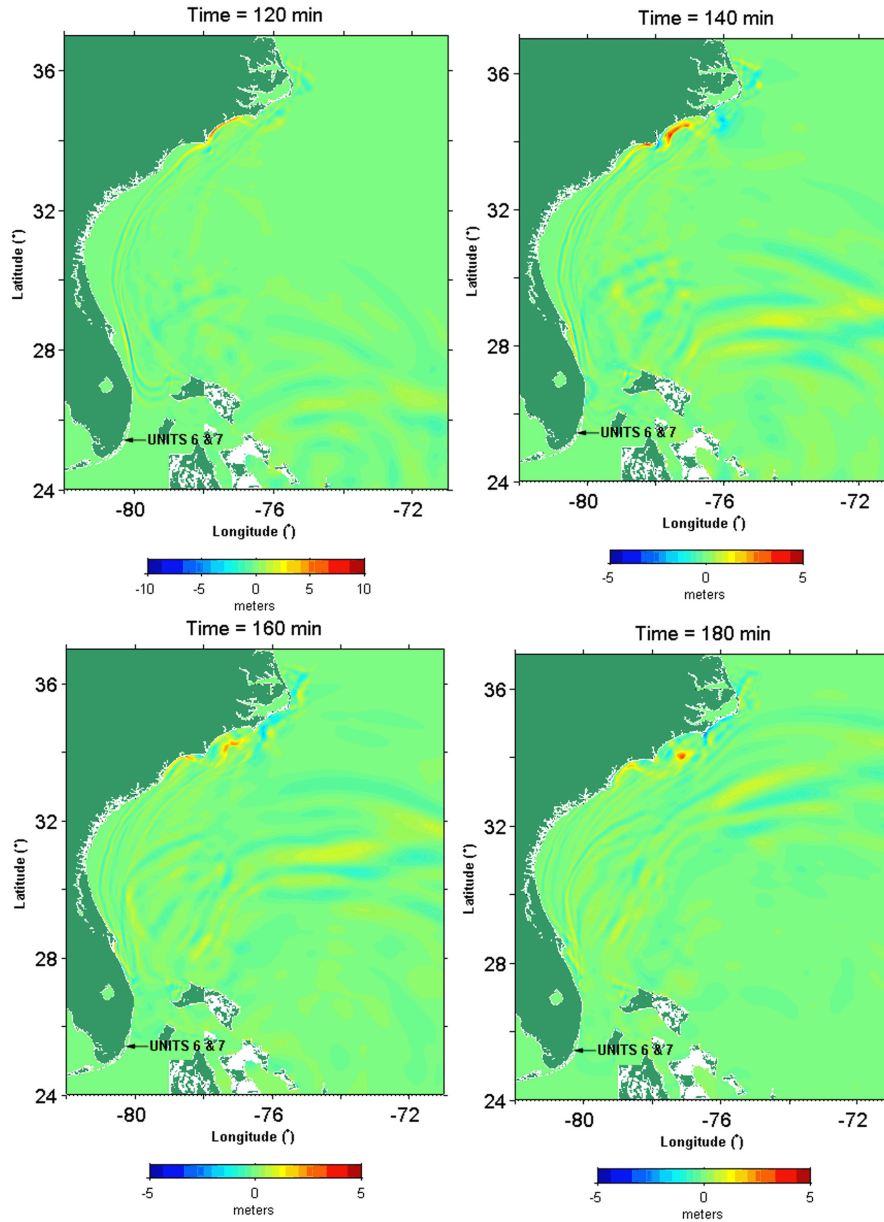 Time = 120 min
36
32
28
24
Latitude (°)
UNITS 6 & 7
-80
-76
-72
Longitude (°)
-10
-5
0
5
10
meters
Time = 140 min
36
32
28
24
Latitude (°)
UNITS 6 & 7
-80
-76
-72
Longitude (°)
-5
0
5
meters
Time = 160 min
36
32
28
24
Latitude (°)
UNITS 6 & 7
-80
-76
-72
Longitude (°)
-5
0
5
meters
Time = 180 min
36
32
28
24
Latitude (°)
UNITS 6 & 7
-80
-76
-72
Longitude (°)
-5
0
5
meters